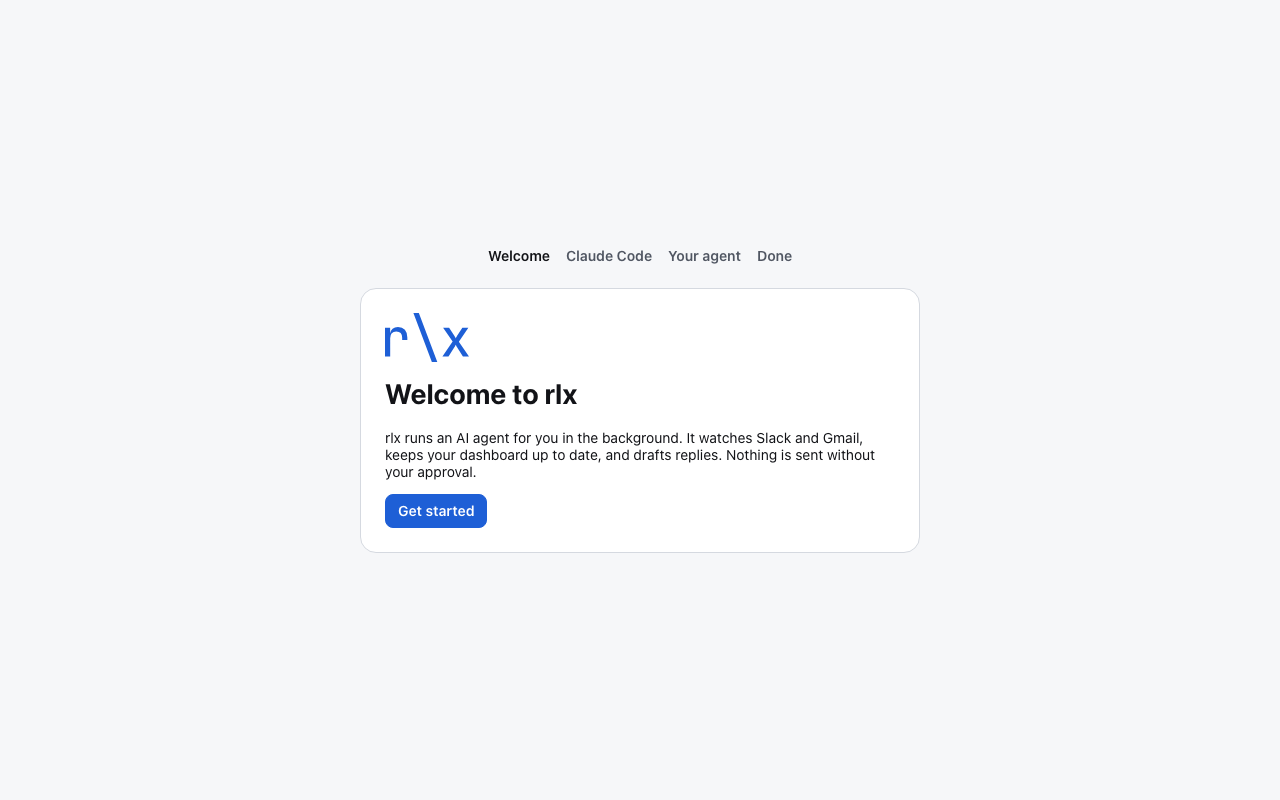 Welcome Claude Code Your agent Done
r\x
Welcome to rlx
rlx runs an AI agent for you in the background. It watches Slack and Gmail,
keeps your dashboard up to date, and drafts replies. Nothing is sent without
your approval.
Get started